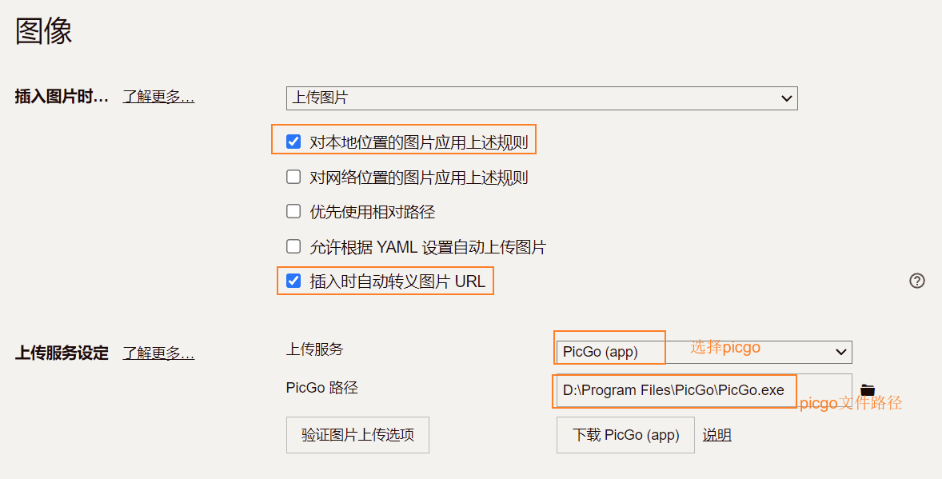 图像
插入图片时... 了解更多... 上传图片
对本地位置的图片应用上述规则
对网络位置的图片应用上述规则
优先使用相对路径
允许根据 YAML 设置自动上传图片
插入时自动转义图片 URL
上传服务设定 了解更多... 上传服务 PicGo (app) 选择picgo
PicGo 路径 D:\Program Files\PicGo\PicGo.exe
picgo文件路径
验证图片上传选项 下载 PicGo (app) 说明